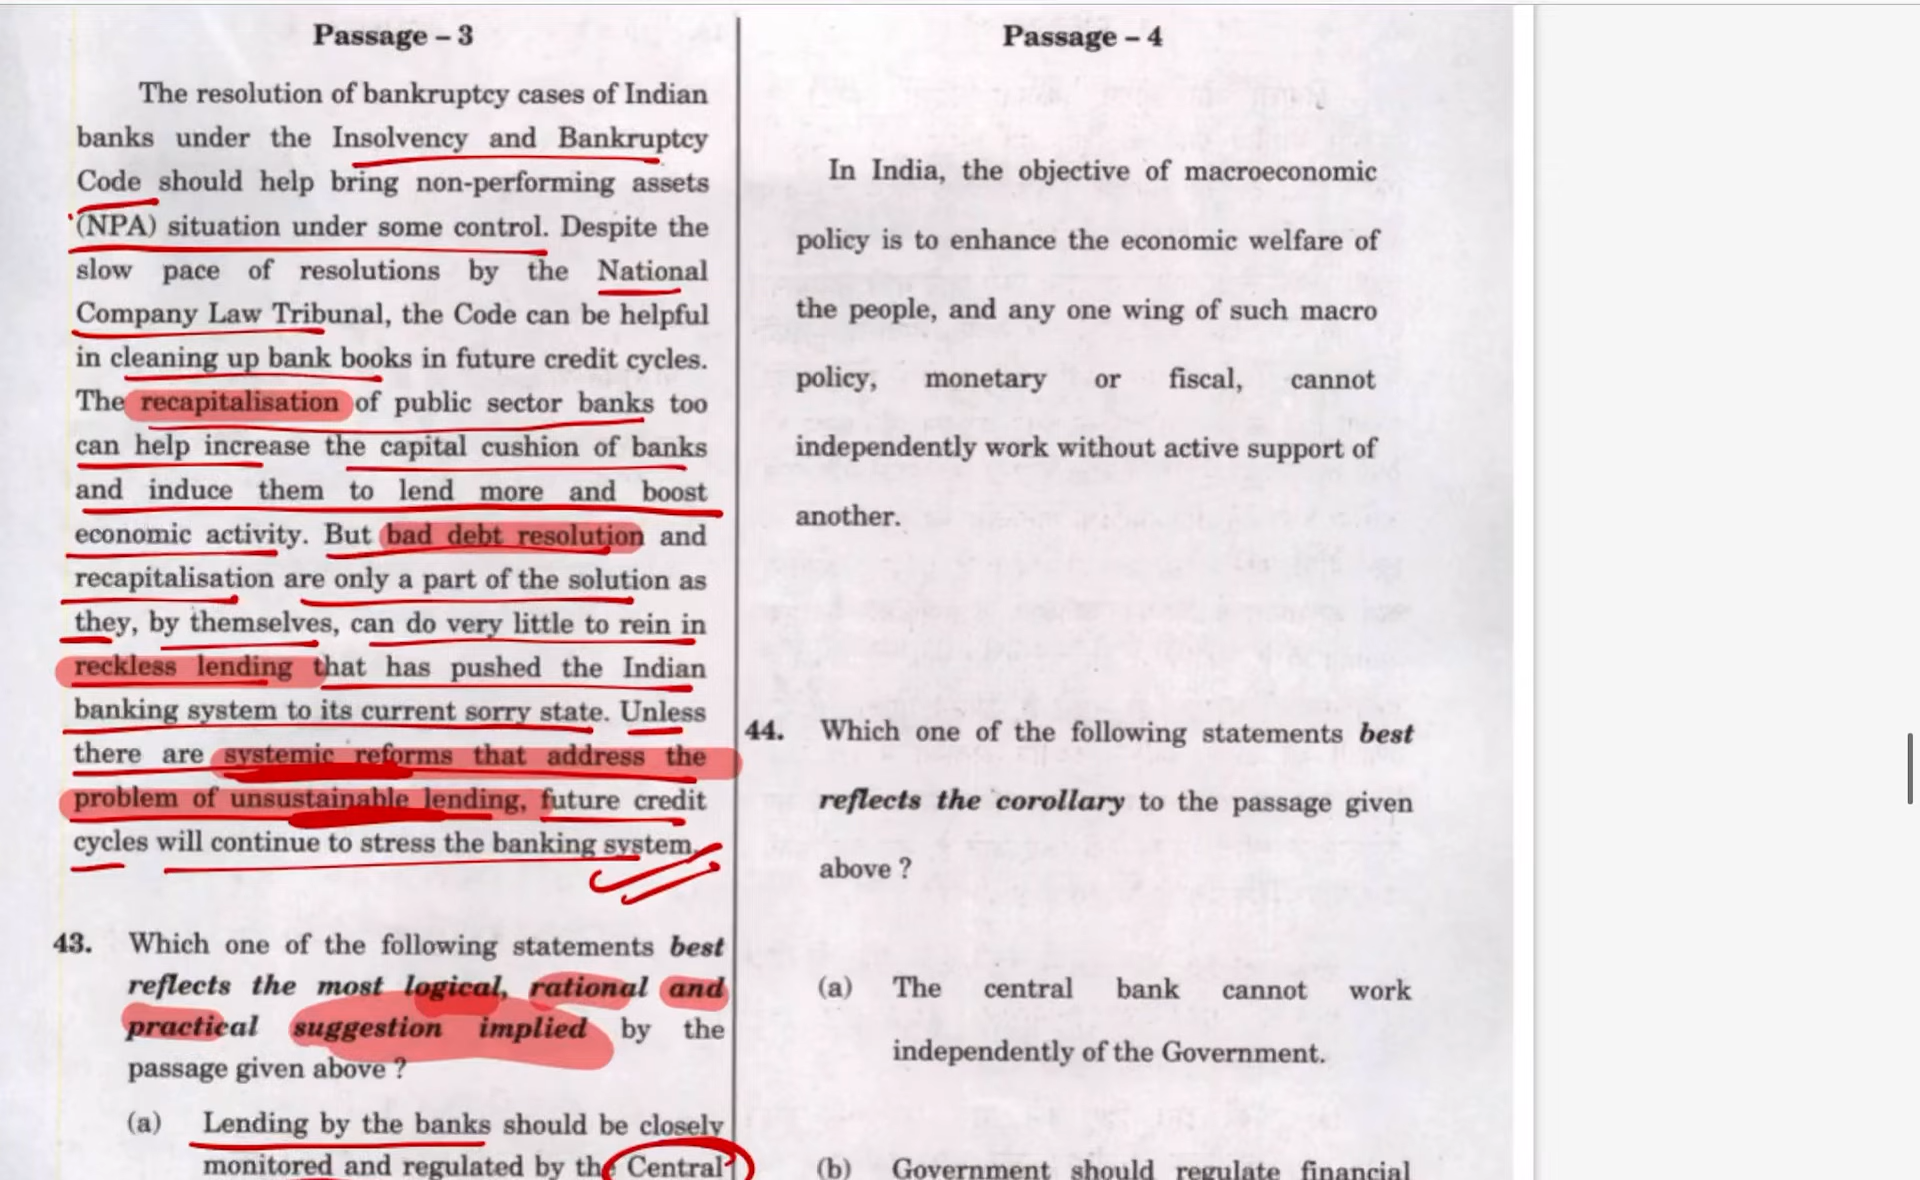 Passage – 3
The resolution of bankruptcy cases of Indian
banks under the Insolvency and Bankruptcy
Code should help bring non-performing assets
(NPA) situation under some control. Despite the
slow pace of resolutions by the National
Company Law Tribunal, the Code can be helpful
in cleaning up bank books in future credit cycles.
The recapitalisation of public sector banks too
can help increase the capital cushion of banks
and induce them to lend more and boost
economic activity. But bad debt resolution and
recapitalisation are only a part of the solution as
they, by themselves, can do very little to rein in
reckless lending that has pushed the Indian
banking system to its current sorry state. Unless
there are systemic reforms that address the
problem of unsustainable lending, future credit
cycles will continue to stress the banking system.
43. Which one of the following statements best
reflects the most logical, rational and
practical suggestion implied by the
passage given above ?
(a) Lending by the banks should be closely
monitored and regulated by the Central
Passage – 4
In India, the objective of macroeconomic
policy is to enhance the economic welfare of
the people, and any one wing of such macro
policy, monetary or fiscal, cannot
independently work without active support of
another.
44. Which one of the following statements best
reflects the corollary to the passage given
above ?
(a) The central bank cannot work
independently of the Government.
(b) Government should regulate financial